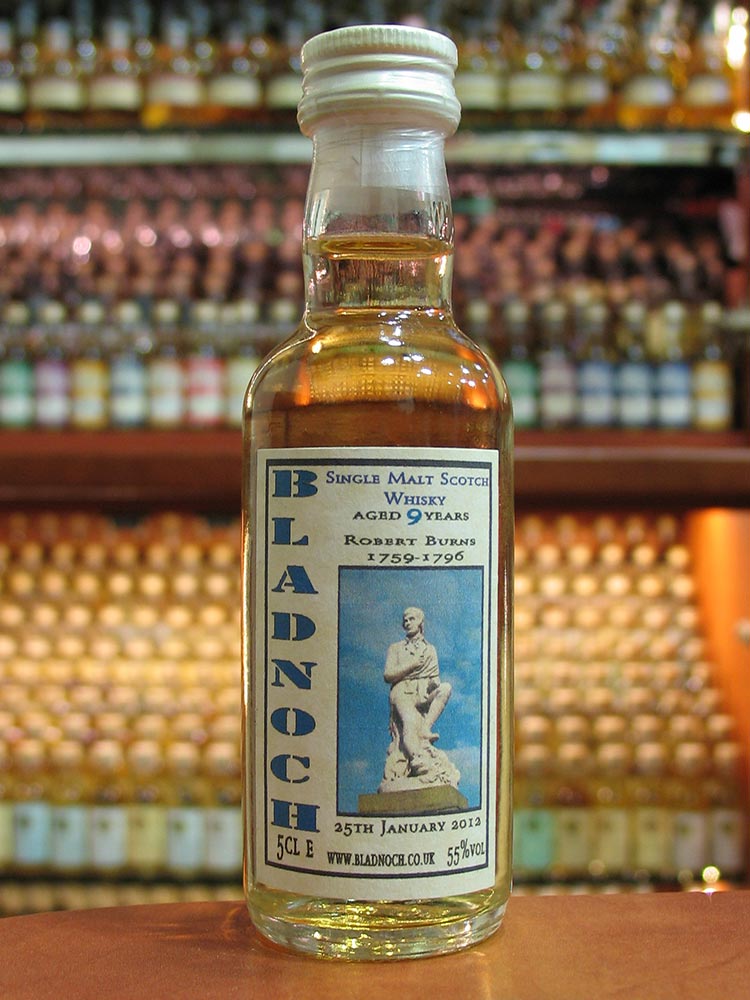 BLADNOCH
SINGLE MALT SCOTCH
WHISKY
AGED 9 YEARS
ROBERT BURNS
1759-1796
25TH JANUARY 2012
5CL E WWW.BLADNOCH.CO.UK 55%VOL